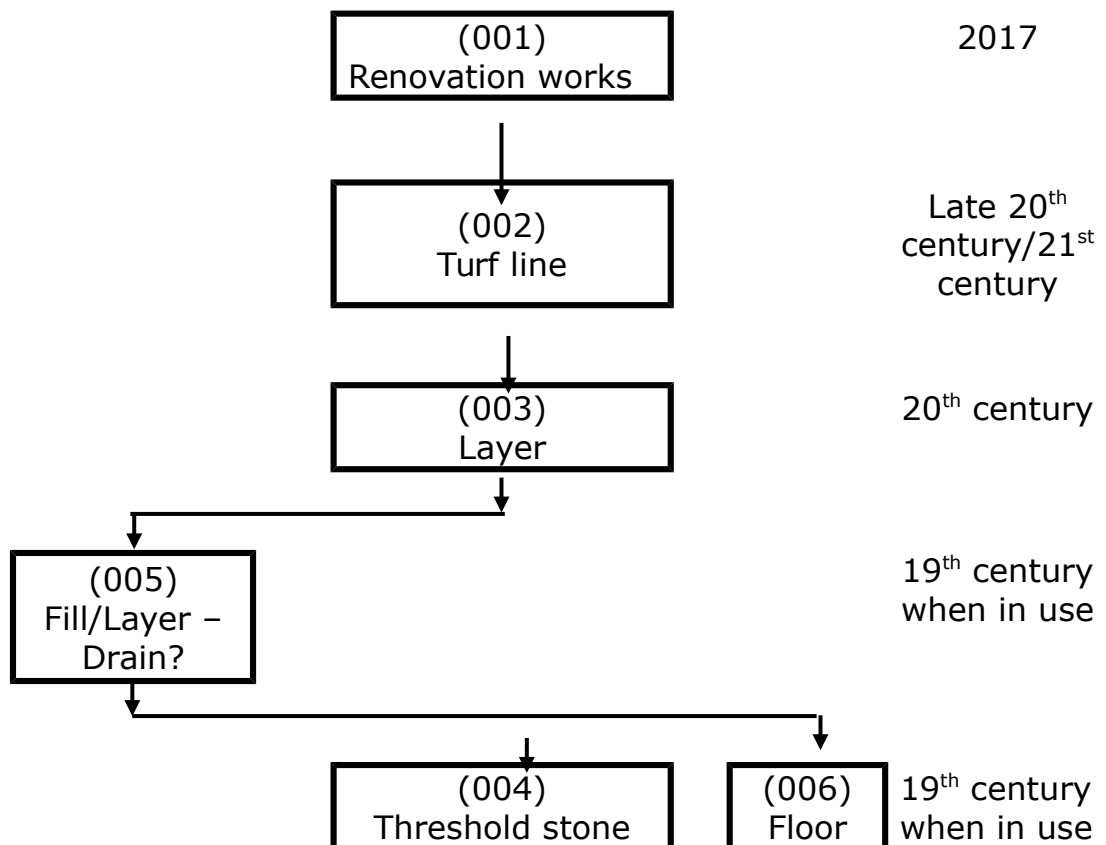 (001)
Renovation works
2017
(002)
Turf line
Late 20th
century/21st
century
(003)
Layer
20th century
(005)
Fill/Layer –
Drain?
19th century
when in use
(004)
Threshold stone
(006)
Floor
19th century
when in use